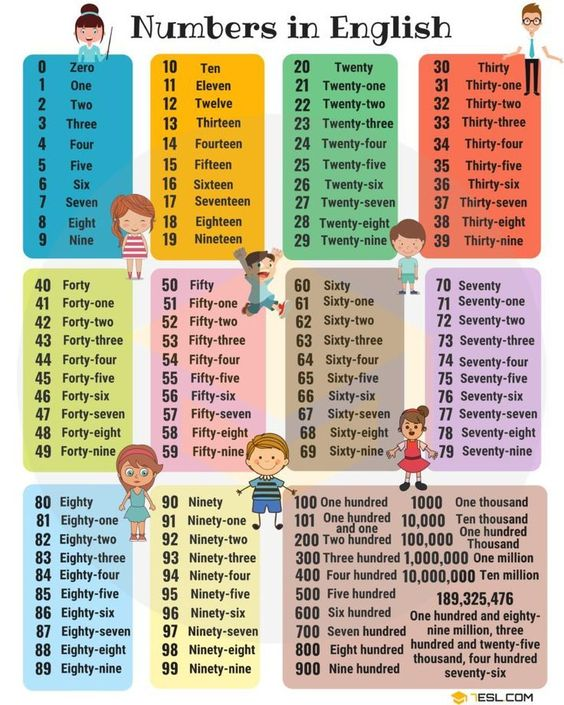 Numbers in English
0 Zero
1 One
2 Two
3 Three
4 Four
5 Five
6 Six
7 Seven
8 Eight
9 Nine
10 Ten
11 Eleven
12 Twelve
13 Thirteen
14 Fourteen
15 Fifteen
16 Sixteen
17 Seventeen
18 Eighteen
19 Nineteen
20 Twenty
21 Twenty-one
22 Twenty-two
23 Twenty-three
24 Twenty-four
25 Twenty-five
26 Twenty-six
27 Twenty-seven
28 Twenty-eight
29 Twenty-nine
30 Thirty
31 Thirty-one
32 Thirty-two
33 Thirty-three
34 Thirty-four
35 Thirty-five
36 Thirty-six
37 Thirty-seven
38 Thirty-eight
39 Thirty-nine
40 Forty
41 Forty-one
42 Forty-two
43 Forty-three
44 Forty-four
45 Forty-five
46 Forty-six
47 Forty-seven
48 Forty-eight
49 Forty-nine
50 Fifty
51 Fifty-one
52 Fifty-two
53 Fifty-three
54 Fifty-four
55 Fifty-five
56 Fifty-six
57 Fifty-seven
58 Fifty-eight
59 Fifty-nine
60 Sixty
61 Sixty-one
62 Sixty-two
63 Sixty-three
64 Sixty-four
65 Sixty-five
66 Sixty-six
67 Sixty-seven
68 Sixty-eight
69 Sixty-nine
70 Seventy
71 Seventy-one
72 Seventy-two
73 Seventy-three
74 Seventy-four
75 Seventy-five
76 Seventy-six
77 Seventy-seven
78 Seventy-eight
79 Seventy-nine
80 Eighty
81 Eighty-one
82 Eighty-two
83 Eighty-three
84 Eighty-four
85 Eighty-five
86 Eighty-six
87 Eighty-seven
88 Eighty-eight
89 Eighty-nine
90 Ninety
91 Ninety-one
92 Ninety-two
93 Ninety-three
94 Ninety-four
95 Ninety-five
96 Ninety-six
97 Ninety-seven
98 Ninety-eight
99 Ninety-nine
100 One hundred
101 One hundred
and one
200 Two hundred
300 Three hundred
400 Four hundred
500 Five hundred
600 Six hundred
700 Seven hundred
800 Eight hundred
900 Nine hundred
1000 One thousand
10,000 Ten thousand
100,000 One hundred
Thousand
1,000,000 One million
10,000,000 Ten million
189,325,476
One hundred and eighty-
nine million, three
hundred and twenty-five
thousand, four hundred
seventy-six
7ESL.COM